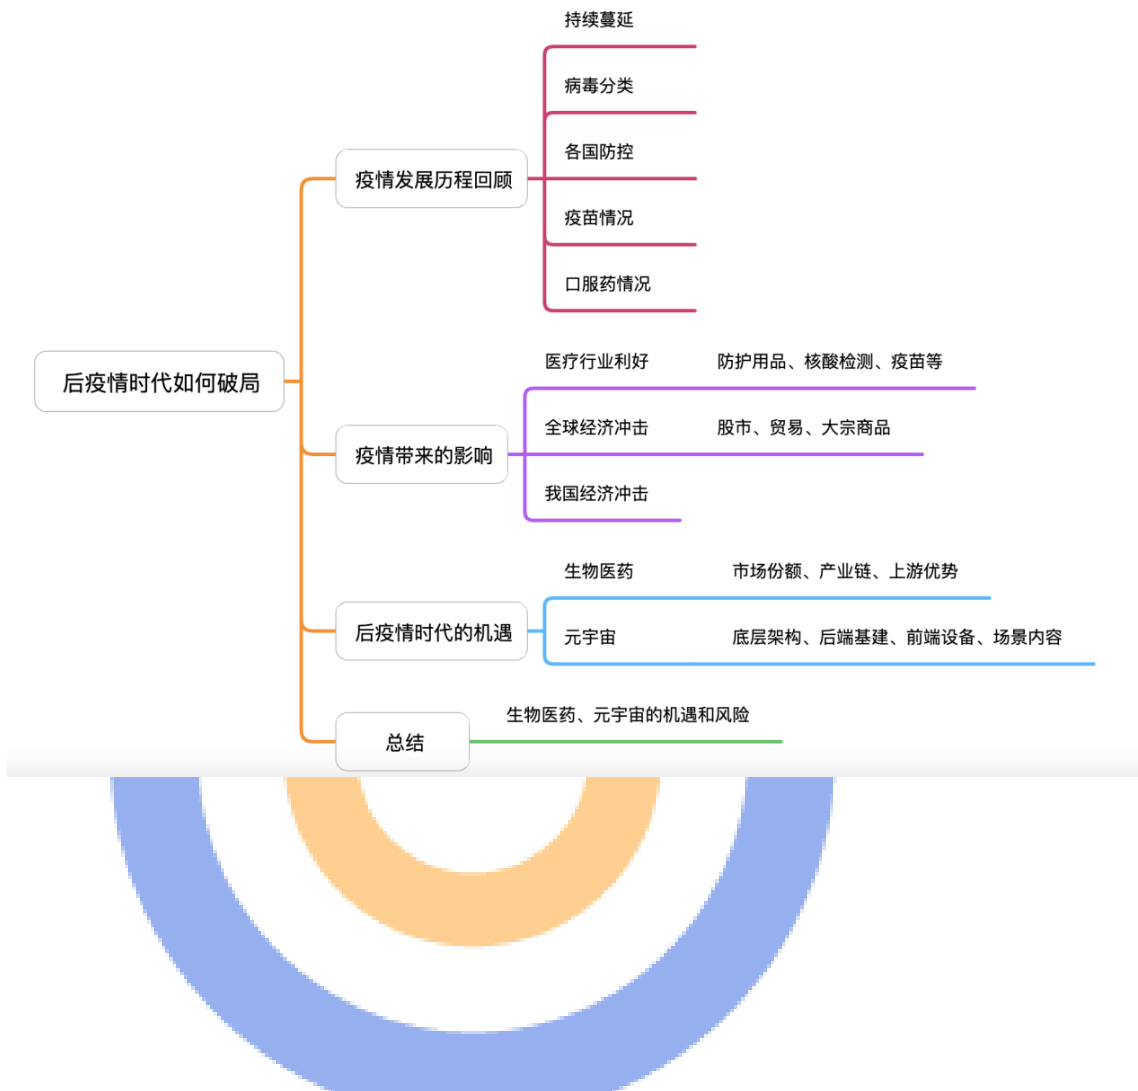 持续蔓延
病毒分类
各国防控
疫情发展历程回顾
疫苗情况
口服药情况
医疗行业利好 防护用品、核酸检测、疫苗等
后疫情时代如何破局
全球经济冲击 股市、贸易、大宗商品
疫情带来的影响
我国经济冲击
生物医药 市场份额、产业链、上游优势
后疫情时代的机遇
元宇宙 底层架构、后端基建、前端设备、场景内容
生物医药、元宇宙的机遇和风险
总结